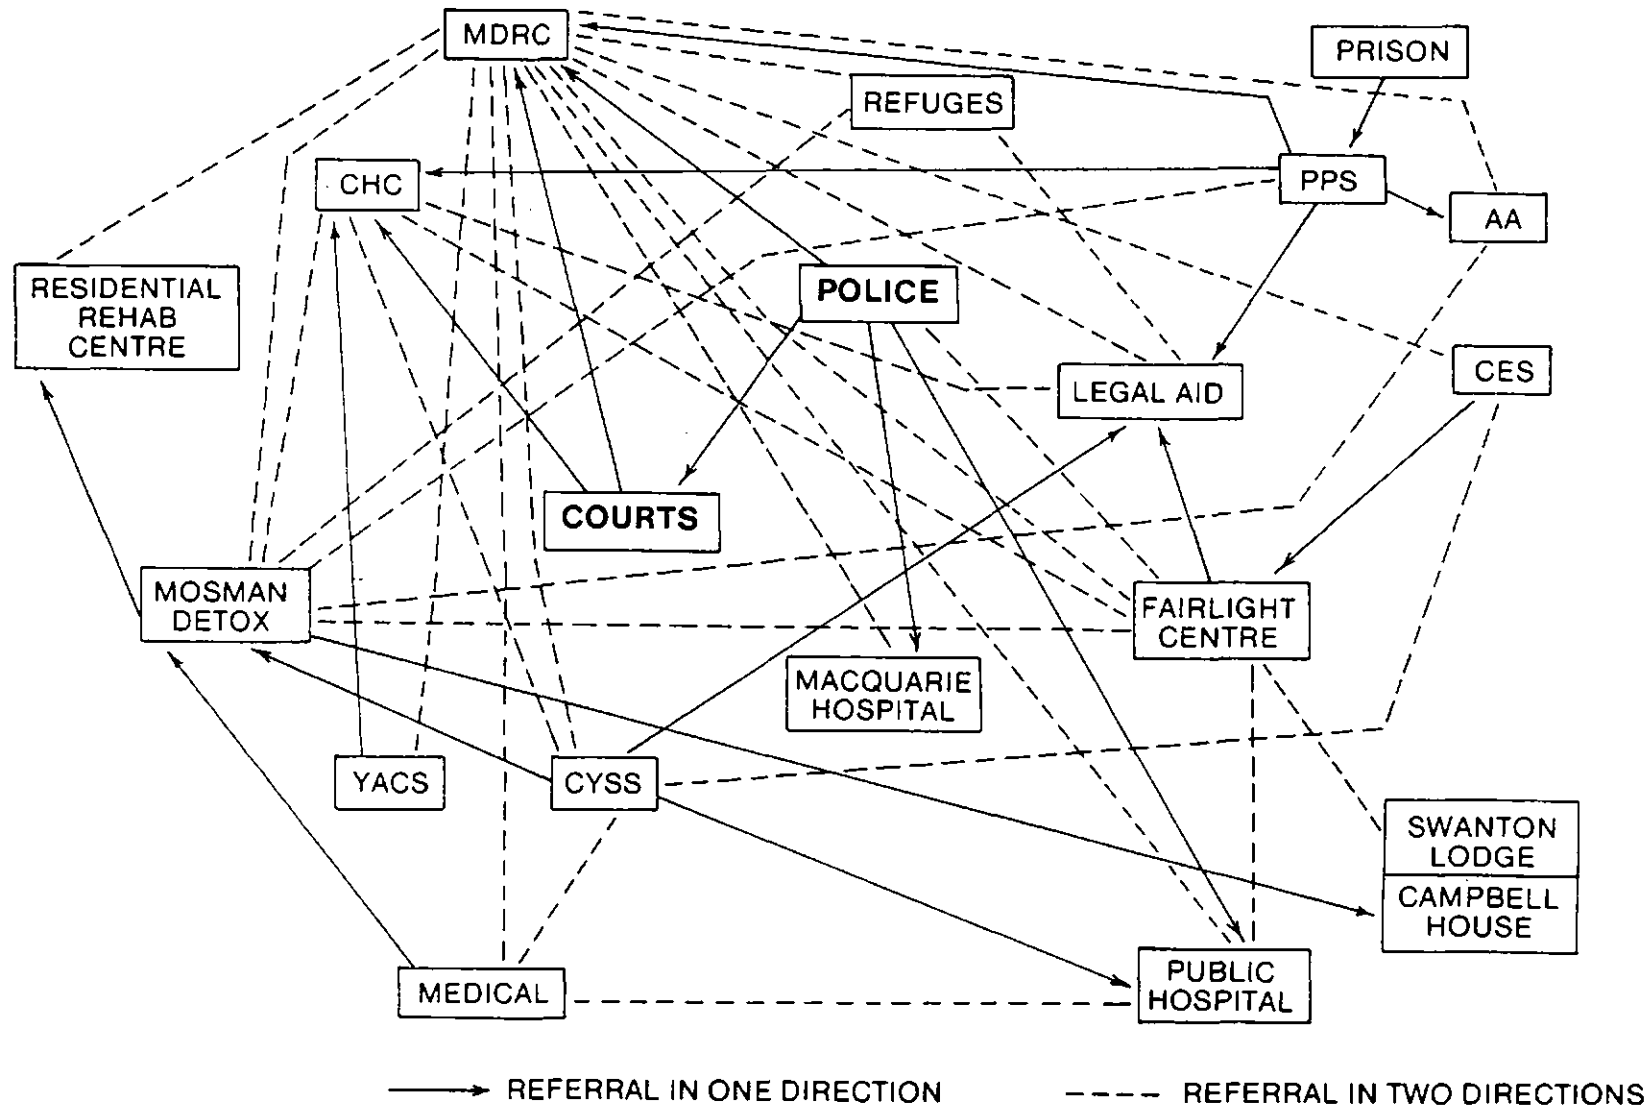 MDRC
PRISON
REFUGES
CHC
PPS
AA
RESIDENTIAL
REHAB
CENTRE
POLICE
LEGAL AID
CES
COURTS
MOSMAN
DETOX
FAIRLIGHT
CENTRE
MACQUARIE
HOSPITAL
YACS
CYSS
SWANTON
LODGE
CAMPBELL
HOUSE
MEDICAL
PUBLIC
HOSPITAL
REFERRAL IN ONE DIRECTION
REFERRAL IN TWO DIRECTIONS